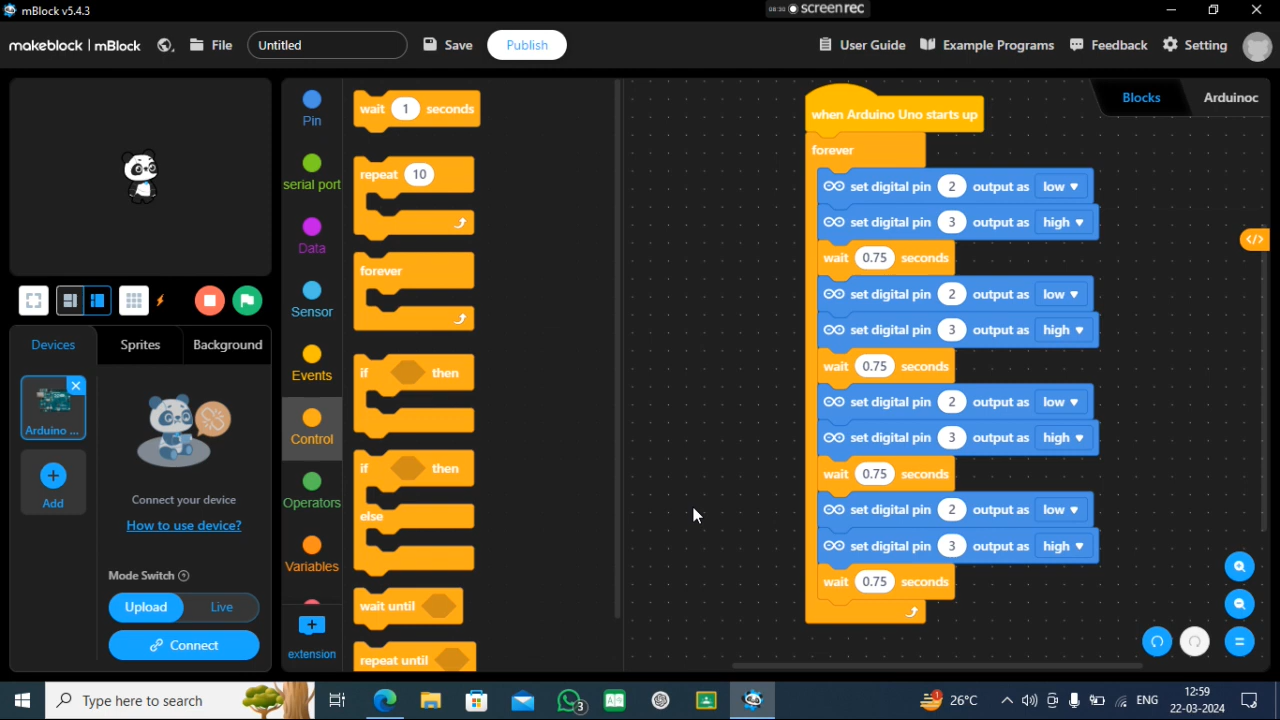 mBlock v5.4.3
08:30 screenrec
makeblock | mBlock File Untitled Save Publish User Guide Example Programs Feedback Setting
Blocks Arduinoc
Pin
serial port
Data
Sensor
Events
Control
Operators
Variables
extension
wait 1 seconds
repeat 10
forever
if then
if then
else
wait until
repeat until
when Arduino Uno starts up
forever
set digital pin 2 output as low
set digital pin 3 output as high
wait 0.75 seconds
set digital pin 2 output as low
set digital pin 3 output as high
wait 0.75 seconds
set digital pin 2 output as low
set digital pin 3 output as high
wait 0.75 seconds
set digital pin 2 output as low
set digital pin 3 output as high
wait 0.75 seconds
Devices Sprites Background
Arduino ...
Add
Connect your device
How to use device?
Mode Switch
Upload Live
Connect
Type here to search
3
1
26°C
ENG
12:59
22-03-2024